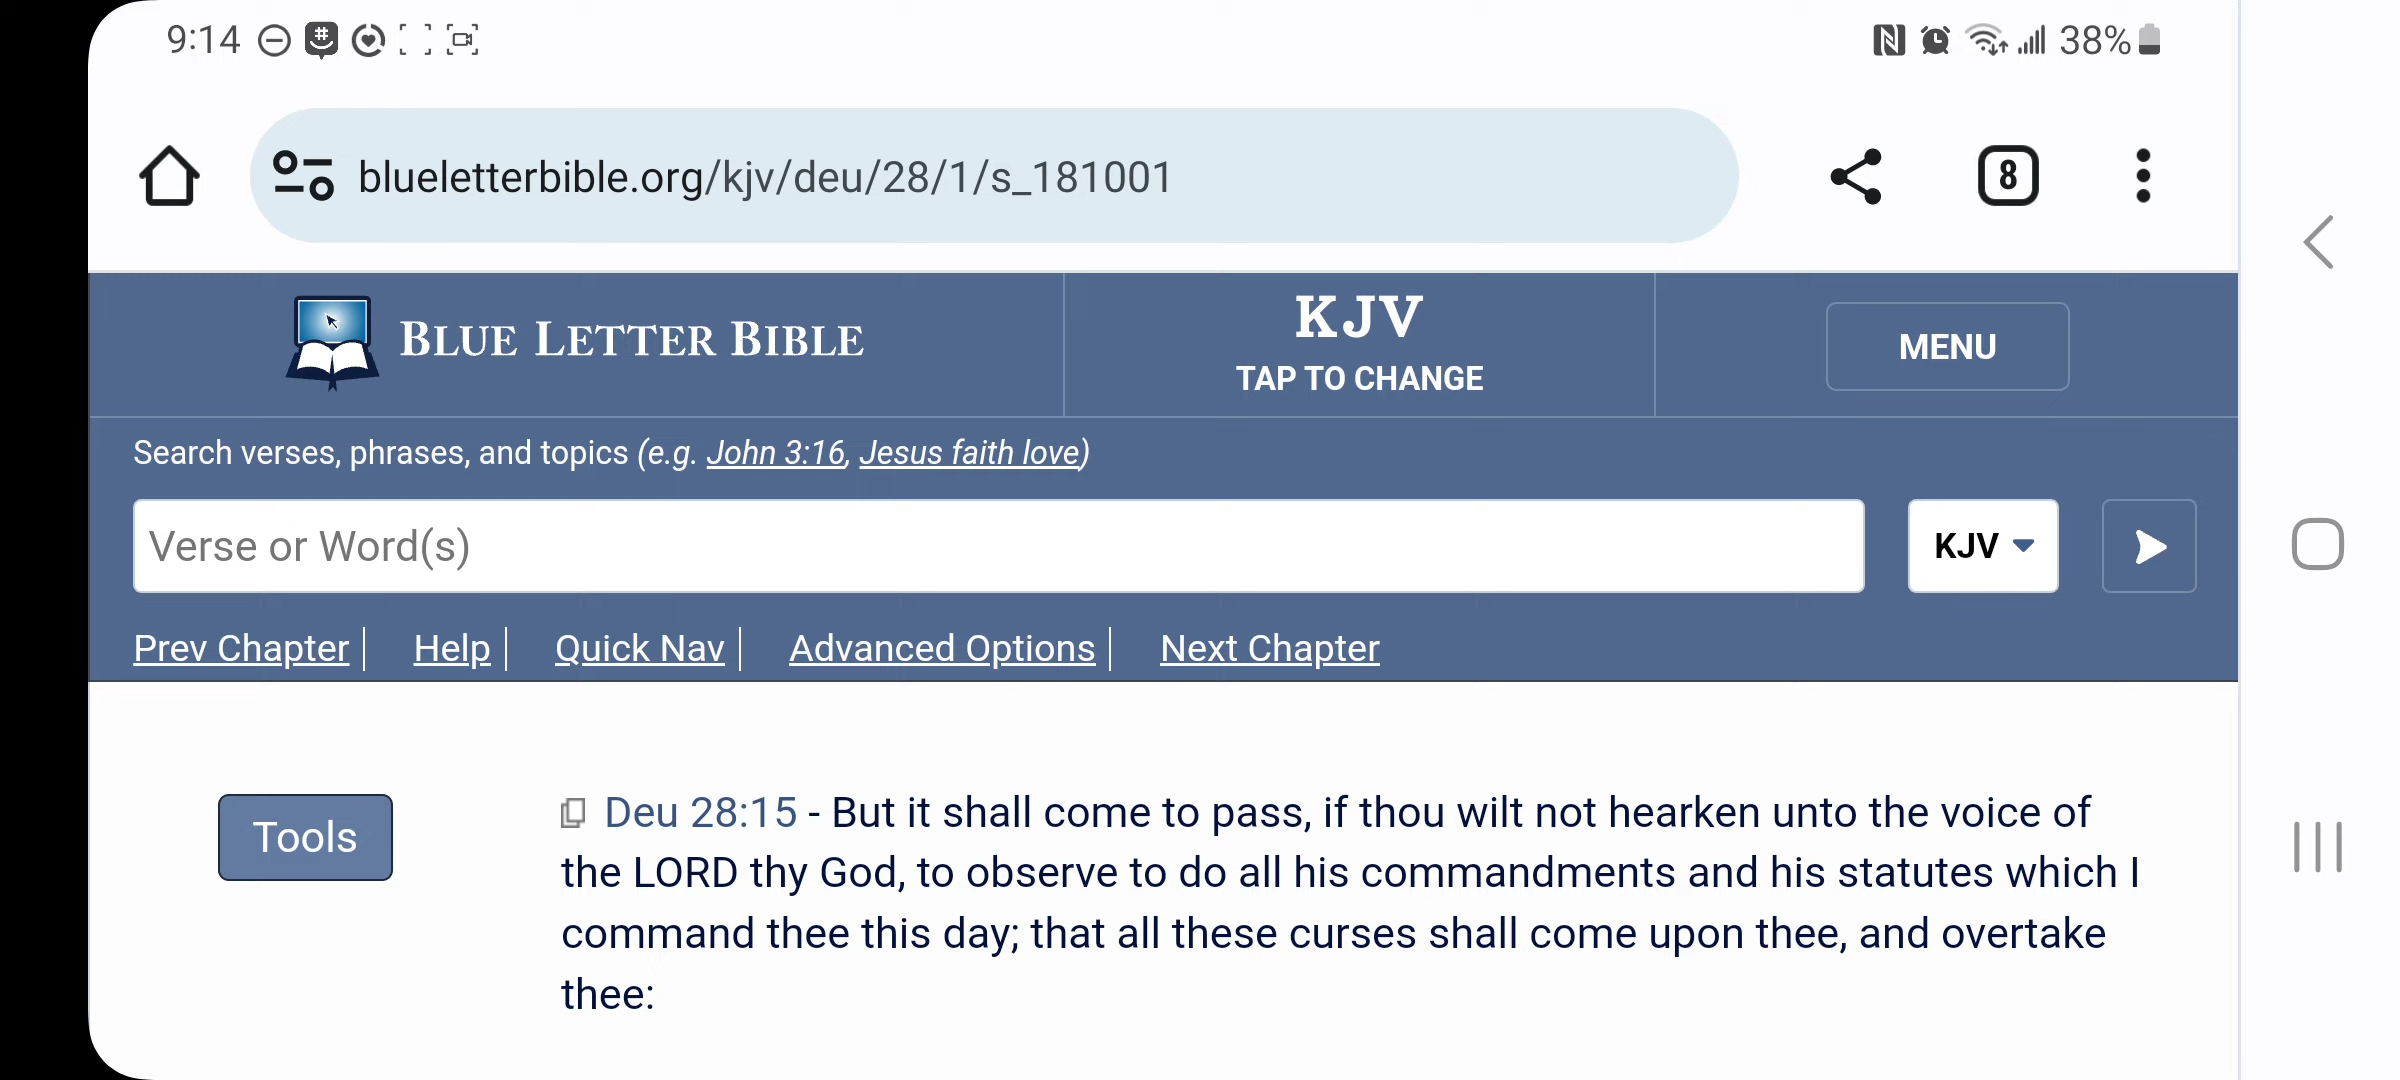 9:14
38%
blueletterbible.org/kjv/deu/28/1/s_181001
8
BLUE LETTER BIBLE
KJV
TAP TO CHANGE
MENU
Search verses, phrases, and topics (e.g. John 3:16, Jesus faith love)
Verse or Word(s)
KJV
Prev Chapter
Help
Quick Nav
Advanced Options
Next Chapter
Tools
Deu 28:15 - But it shall come to pass, if thou wilt not hearken unto the voice of
the LORD thy God, to observe to do all his commandments and his statutes which I
command thee this day; that all these curses shall come upon thee, and overtake
thee: